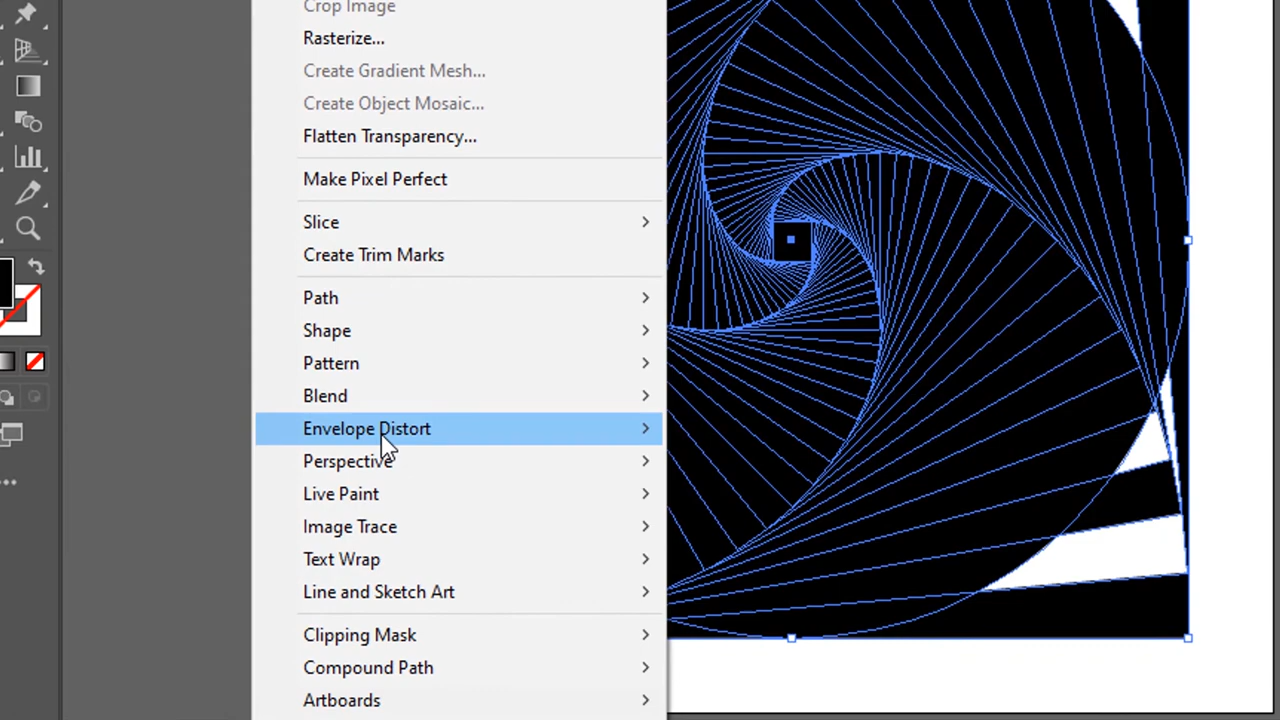 Crop Image
Rasterize...
Create Gradient Mesh...
Create Object Mosaic...
Flatten Transparency...
Make Pixel Perfect
Slice
Create Trim Marks
Path
Shape
Pattern
Blend
Envelope Distort
Perspective
Live Paint
Image Trace
Text Wrap
Line and Sketch Art
Clipping Mask
Compound Path
Artboards